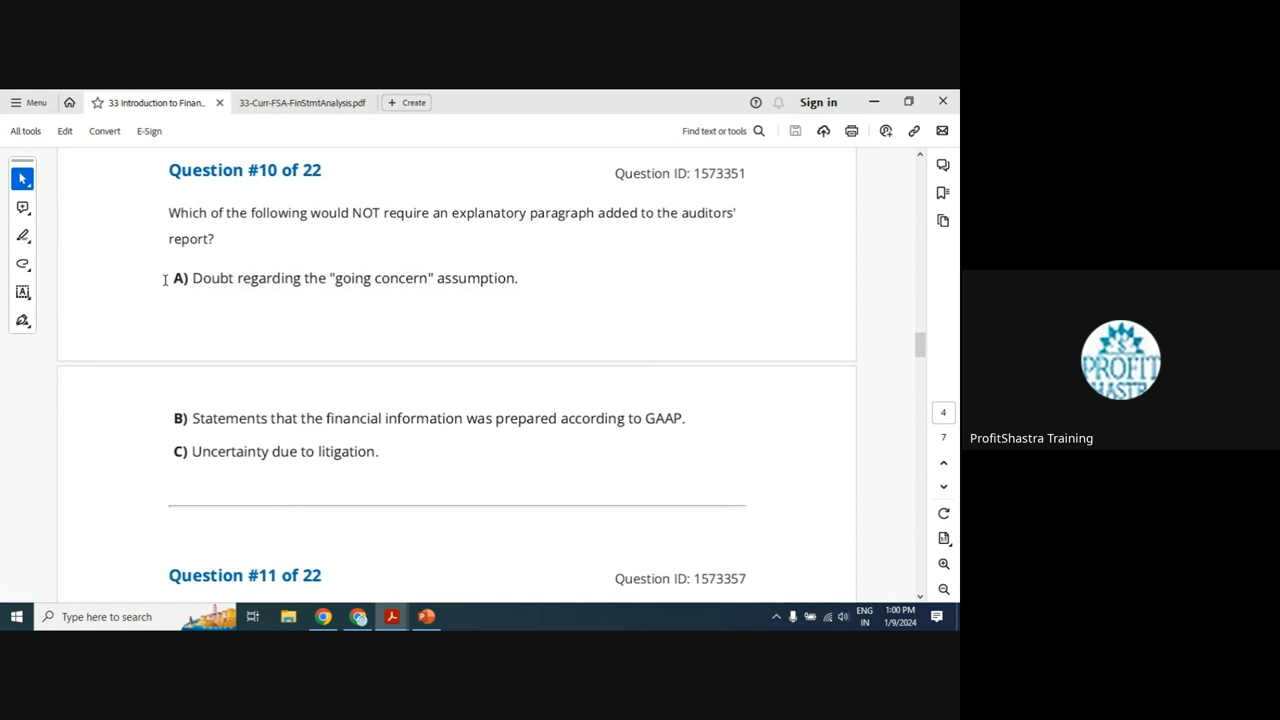 Menu
33 Introduction to Finan...
33-Curr-FSA-FinStmtAnalysis.pdf
Create
Sign in
All tools
Edit
Convert
E-Sign
Find text or tools
Question #10 of 22
Question ID: 1573351
Which of the following would NOT require an explanatory paragraph added to the auditors'
report?
A) Doubt regarding the "going concern" assumption.
B) Statements that the financial information was prepared according to GAAP.
C) Uncertainty due to litigation.
Question #11 of 22
Question ID: 1573357
4
7
PROFIT
SHASTRA
ProfitShastra Training
Type here to search
ENG
IN
1:00 PM
1/9/2024